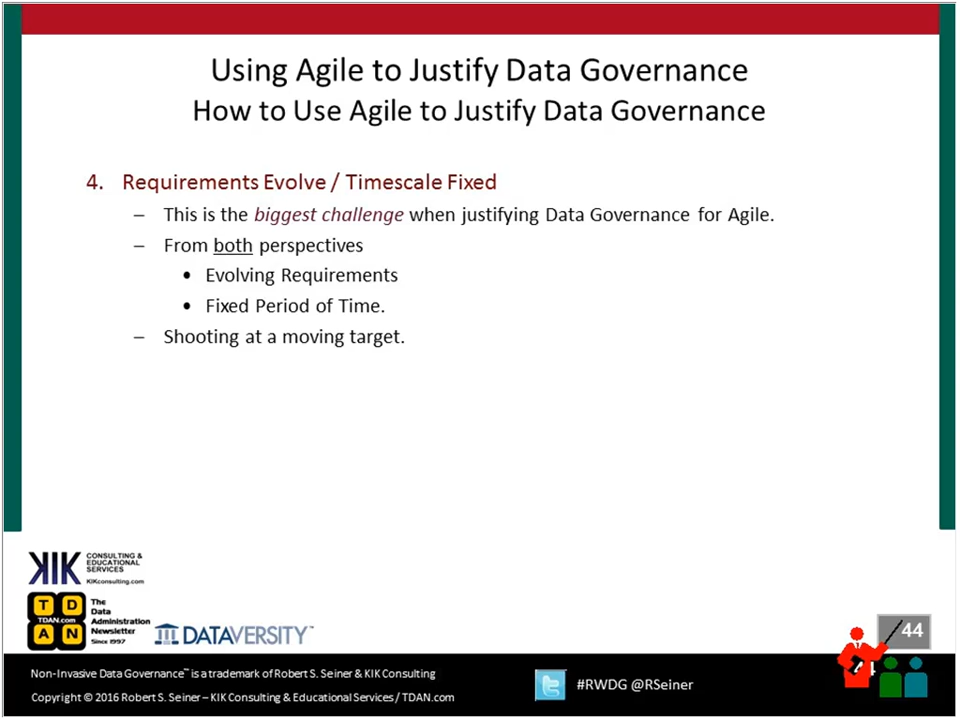 Using Agile to Justify Data Governance
How to Use Agile to Justify Data Governance
4. Requirements Evolve / Timescale Fixed
– This is the biggest challenge when justifying Data Governance for Agile.
– From both perspectives
• Evolving Requirements
• Fixed Period of Time.
– Shooting at a moving target.
KIK CONSULTING &
EDUCATIONAL
SERVICES
KIKconsulting.com
T D
TDAN.com
A N
The
Data
Administration
Newsletter
Since 1997
DATAVERSITY™
44
44
Non-Invasive Data Governance™ is a trademark of Robert S. Seiner & KIK Consulting
Copyright © 2016 Robert S. Seiner – KIK Consulting & Educational Services / TDAN.com
#RWDG @RSeiner